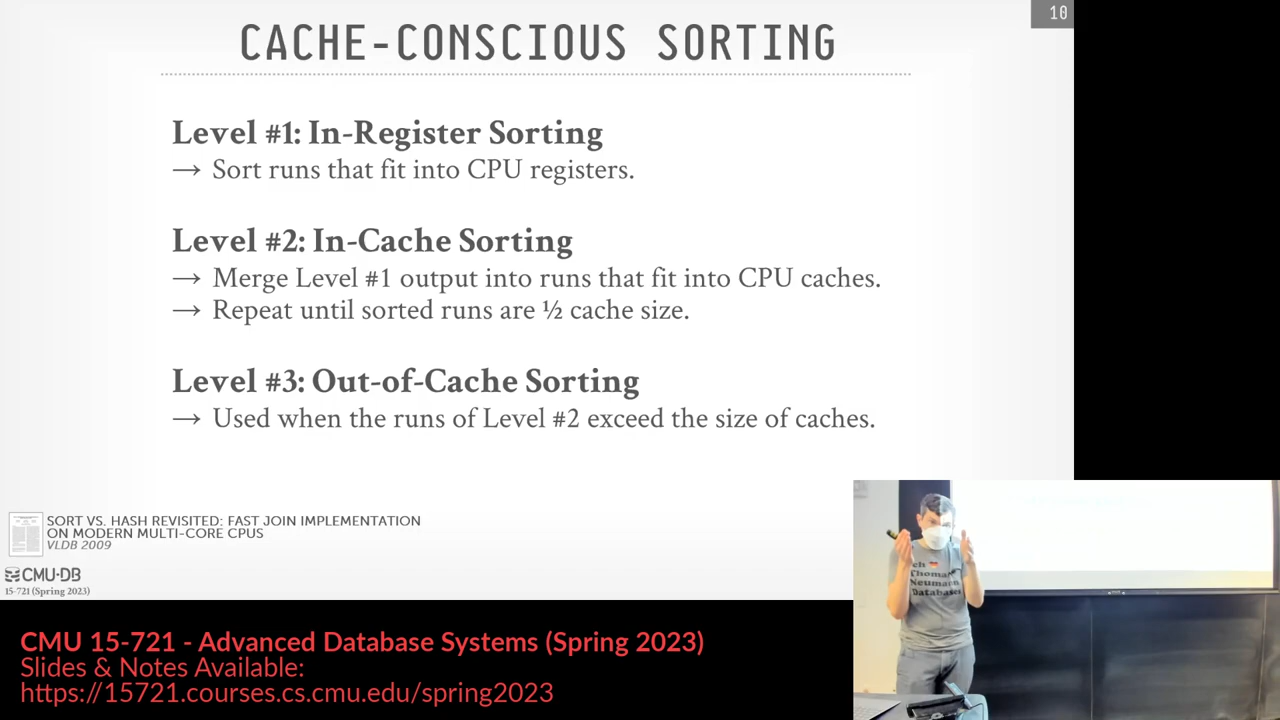 10
CACHE-CONSCIOUS SORTING
Level #1: In-Register Sorting
→ Sort runs that fit into CPU registers.
Level #2: In-Cache Sorting
→ Merge Level #1 output into runs that fit into CPU caches.
→ Repeat until sorted runs are ½ cache size.
Level #3: Out-of-Cache Sorting
→ Used when the runs of Level #2 exceed the size of caches.
SORT VS. HASH REVISITED: FAST JOIN IMPLEMENTATION
ON MODERN MULTI-CORE CPUS
VLDB 2009
CMU·DB
15-721 (Spring 2023)
ch
Thomas
Neumann
Databases
CMU 15-721 - Advanced Database Systems (Spring 2023)
Slides & Notes Available:
https://15721.courses.cs.cmu.edu/spring2023